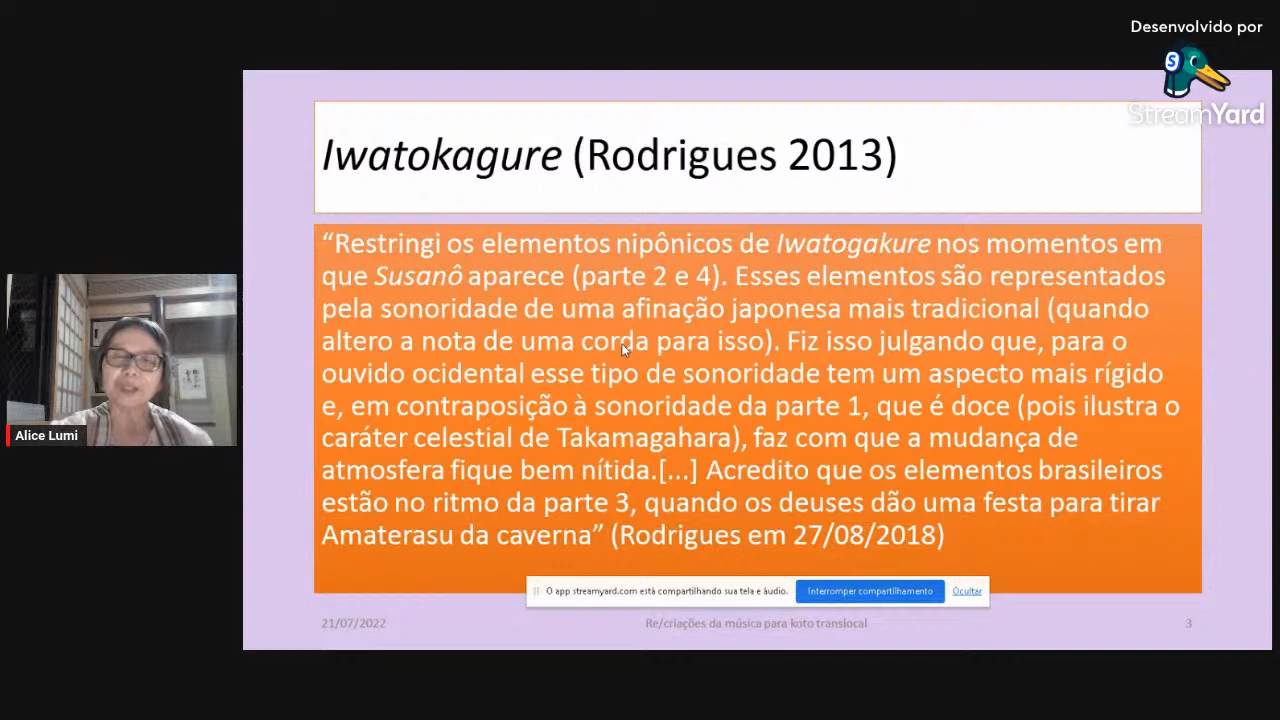 Desenvolvido por
S
StreamYard
Iwatokagure (Rodrigues 2013)
“Restringi os elementos nipônicos de Iwatogakure nos momentos em
que Susanô aparece (parte 2 e 4). Esses elementos são representados
pela sonoridade de uma afinação japonesa mais tradicional (quando
altero a nota de uma corda para isso). Fiz isso julgando que, para o
ouvido ocidental esse tipo de sonoridade tem um aspecto mais rígido
e, em contraposição à sonoridade da parte 1, que é doce (pois ilustra o
caráter celestial de Takamagahara), faz com que a mudança de
atmosfera fique bem nítida.[...] Acredito que os elementos brasileiros
estão no ritmo da parte 3, quando os deuses dão uma festa para tirar
Amaterasu da caverna” (Rodrigues em 27/08/2018)
Alice Lumi
O app streamyard.com está compartilhando sua tela e áudio.
Interromper compartilhamento
Ocultar
21/07/2022
Re/criações da música para koto translocal
3